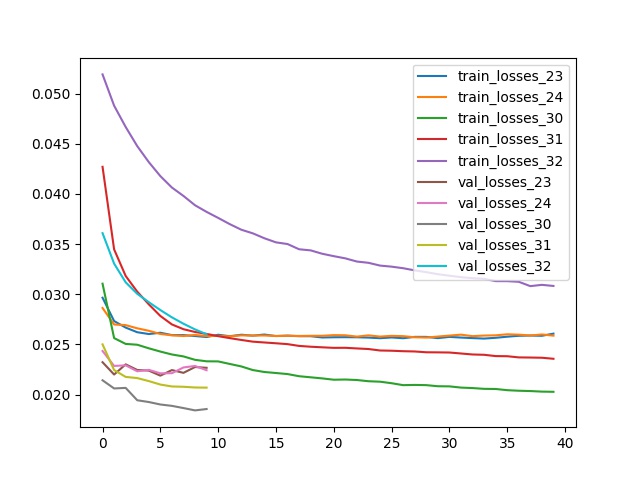 0.050
0.045
0.040
0.035
0.030
0.025
0.020
0 5 10 15 20 25 30 35 40
train_losses_23
train_losses_24
train_losses_30
train_losses_31
train_losses_32
val_losses_23
val_losses_24
val_losses_30
val_losses_31
val_losses_32